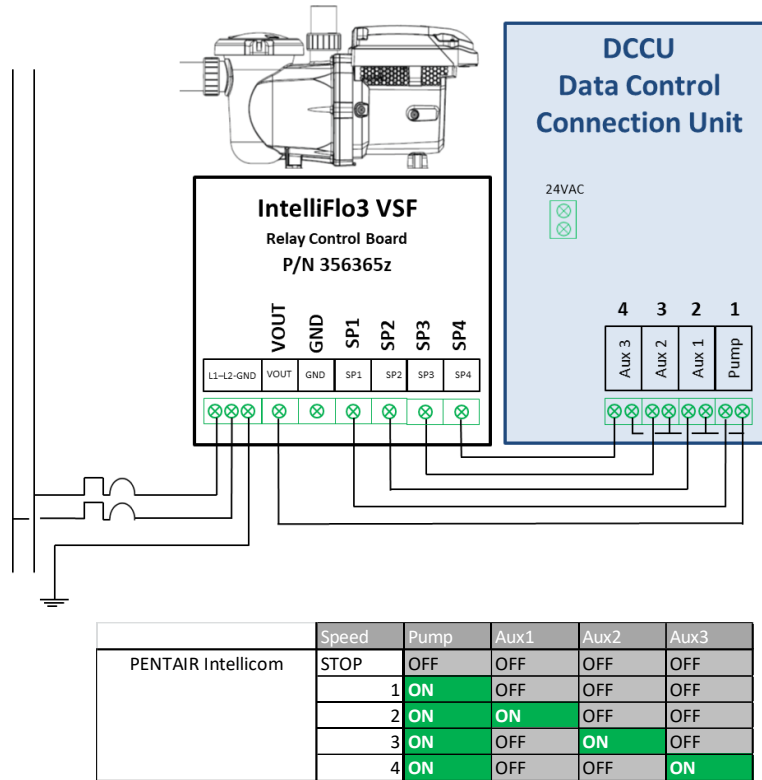 DCCU
Data Control
Connection Unit
24VAC
IntelliFlo3 VSF
Relay Control Board
P/N 356365z
VOUT GND SP1 SP2 SP3 SP4
L1–L2-GND VOUT GND SP1 SP2 SP3 SP4
4 3 2 1
Aux 3 Aux 2 Aux 1 Pump
Speed Pump Aux1 Aux2 Aux3
PENTAIR Intellicom STOP OFF OFF OFF OFF
1 ON OFF OFF OFF
2 ON ON OFF OFF
3 ON OFF ON OFF
4 ON OFF OFF ON